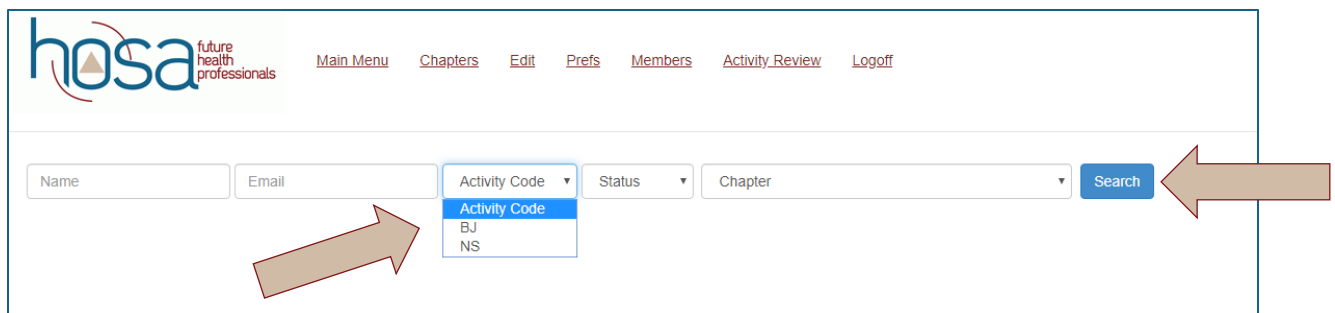 hosa
future
health
professionals
Main Menu Chapters Edit Prefs Members Activity Review Logoff
Name Email Activity Code Status Chapter Search
Activity Code
BJ
NS